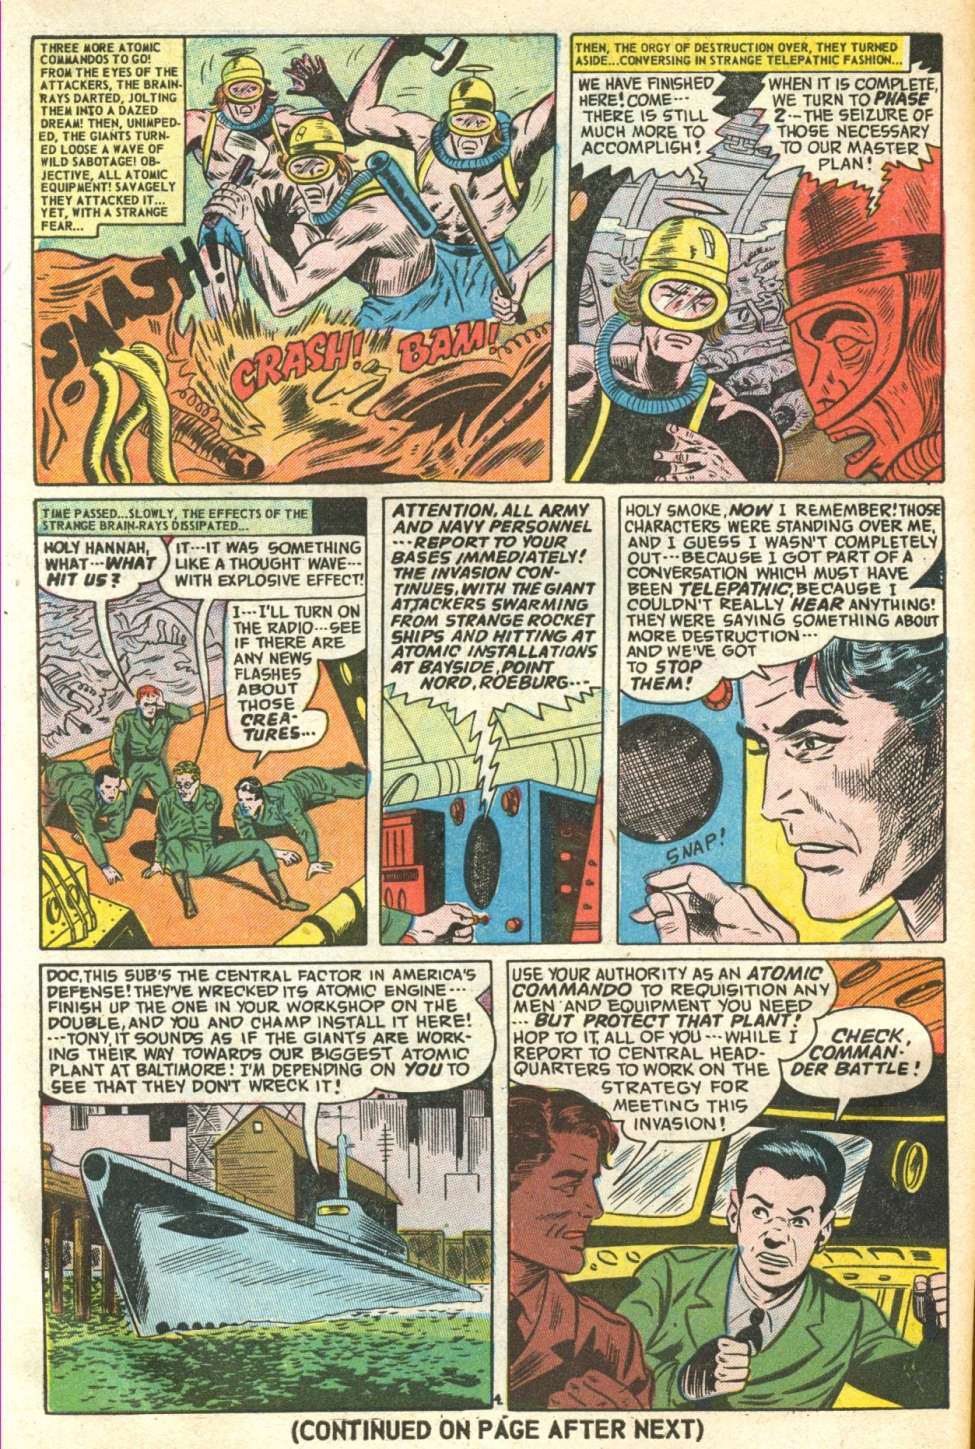 THREE MORE ATOMIC
COMMANDOS TO GO!
FROM THE EYES OF THE
ATTACKERS, THE BRAIN-
RAYS DARTED, JOLTING
THEM INTO A DAZED
DREAM! THEN, UNIMPED-
ED, THE GIANTS TURN-
ED LOOSE A WAVE OF
WILD SABOTAGE! OB-
JECTIVE, ALL ATOMIC
EQUIPMENT! SAVAGELY
THEY ATTACKED IT...
YET, WITH A STRANGE
FEAR...
SMASH!
CRASH! BAM!
THEN, THE ORGY OF DESTRUCTION OVER, THEY TURNED
ASIDE...CONVERSING IN STRANGE TELEPATHIC FASHION...
WE HAVE FINISHED
HERE! COME---
THERE IS STILL
MUCH MORE TO
ACCOMPLISH!
WHEN IT IS COMPLETE,
WE TURN TO PHASE
2--THE SEIZURE OF
THOSE NECESSARY
TO OUR MASTER
PLAN!
TIME PASSED...SLOWLY, THE EFFECTS OF THE
STRANGE BRAIN-RAYS DISSIPATED...
HOLY HANNAH,
WHAT---WHAT
HIT US?
IT---IT WAS SOMETHING
LIKE A THOUGHT WAVE---
WITH EXPLOSIVE EFFECT!
I---I'LL TURN ON
THE RADIO---SEE
IF THERE ARE
ANY NEWS
FLASHES
ABOUT
THOSE
CREA-
TURES...
ATTENTION, ALL ARMY
AND NAVY PERSONNEL
---REPORT TO YOUR
BASES IMMEDIATELY!
THE INVASION CON-
TINUES, WITH THE GIANT
ATTACKERS SWARMING
FROM STRANGE ROCKET
SHIPS AND HITTING AT
ATOMIC INSTALLATIONS
AT BAYSIDE, POINT
NORD, ROEBURG---
HOLY SMOKE, NOW I REMEMBER! THOSE
CHARACTERS WERE STANDING OVER ME,
AND I GUESS I WASN'T COMPLETELY
OUT---BECAUSE I GOT PART OF A
CONVERSATION WHICH MUST HAVE
BEEN TELEPATHIC, BECAUSE I
COULDN'T REALLY HEAR ANYTHING!
THEY WERE SAYING SOMETHING ABOUT
MORE DESTRUCTION---
AND WE'VE GOT
TO STOP
THEM!
SNAP!
DOC, THIS SUB'S THE CENTRAL FACTOR IN AMERICA'S
DEFENSE! THEY'VE WRECKED ITS ATOMIC ENGINE---
FINISH UP THE ONE IN YOUR WORKSHOP ON THE
DOUBLE, AND YOU AND CHAMP INSTALL IT HERE!
---TONY, IT SOUNDS AS IF THE GIANTS ARE WORK-
ING THEIR WAY TOWARDS OUR BIGGEST ATOMIC
PLANT AT BALTIMORE! I'M DEPENDING ON YOU TO
SEE THAT THEY DON'T WRECK IT!
USE YOUR AUTHORITY AS AN ATOMIC
COMMANDO TO REQUISITION ANY
MEN AND EQUIPMENT YOU NEED
--- BUT PROTECT THAT PLANT!
HOP TO IT, ALL OF YOU---WHILE I
REPORT TO CENTRAL HEAD-
QUARTERS TO WORK ON THE
STRATEGY FOR
MEETING THIS
INVASION!
CHECK,
COMMAN-
DER BATTLE!
4
(CONTINUED ON PAGE AFTER NEXT)